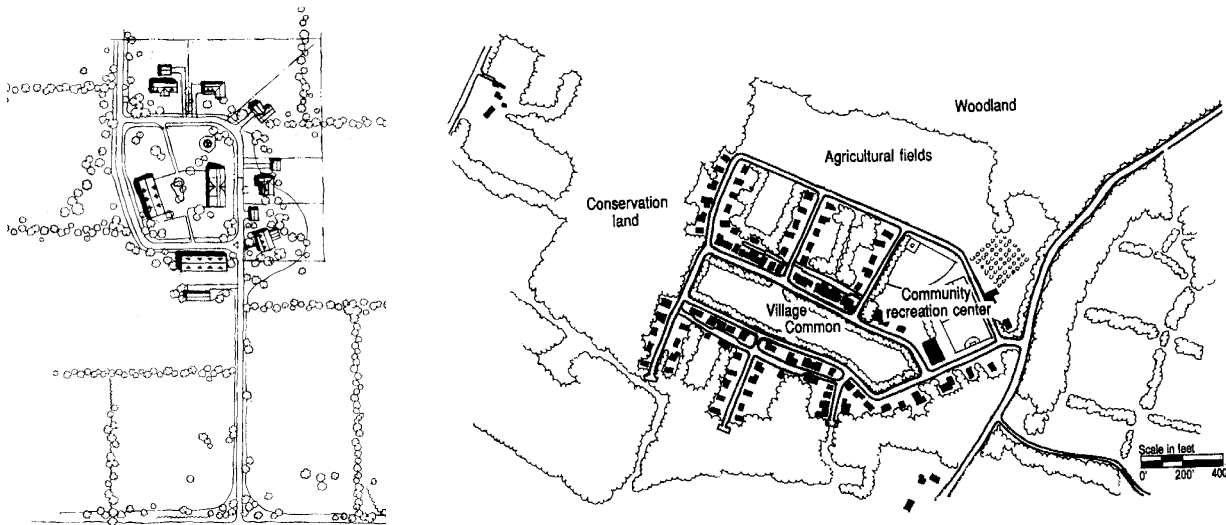 Woodland
Agricultural fields
Conservation
land
Community
recreation center
Village
Common
Scale in feet
0' 200' 400